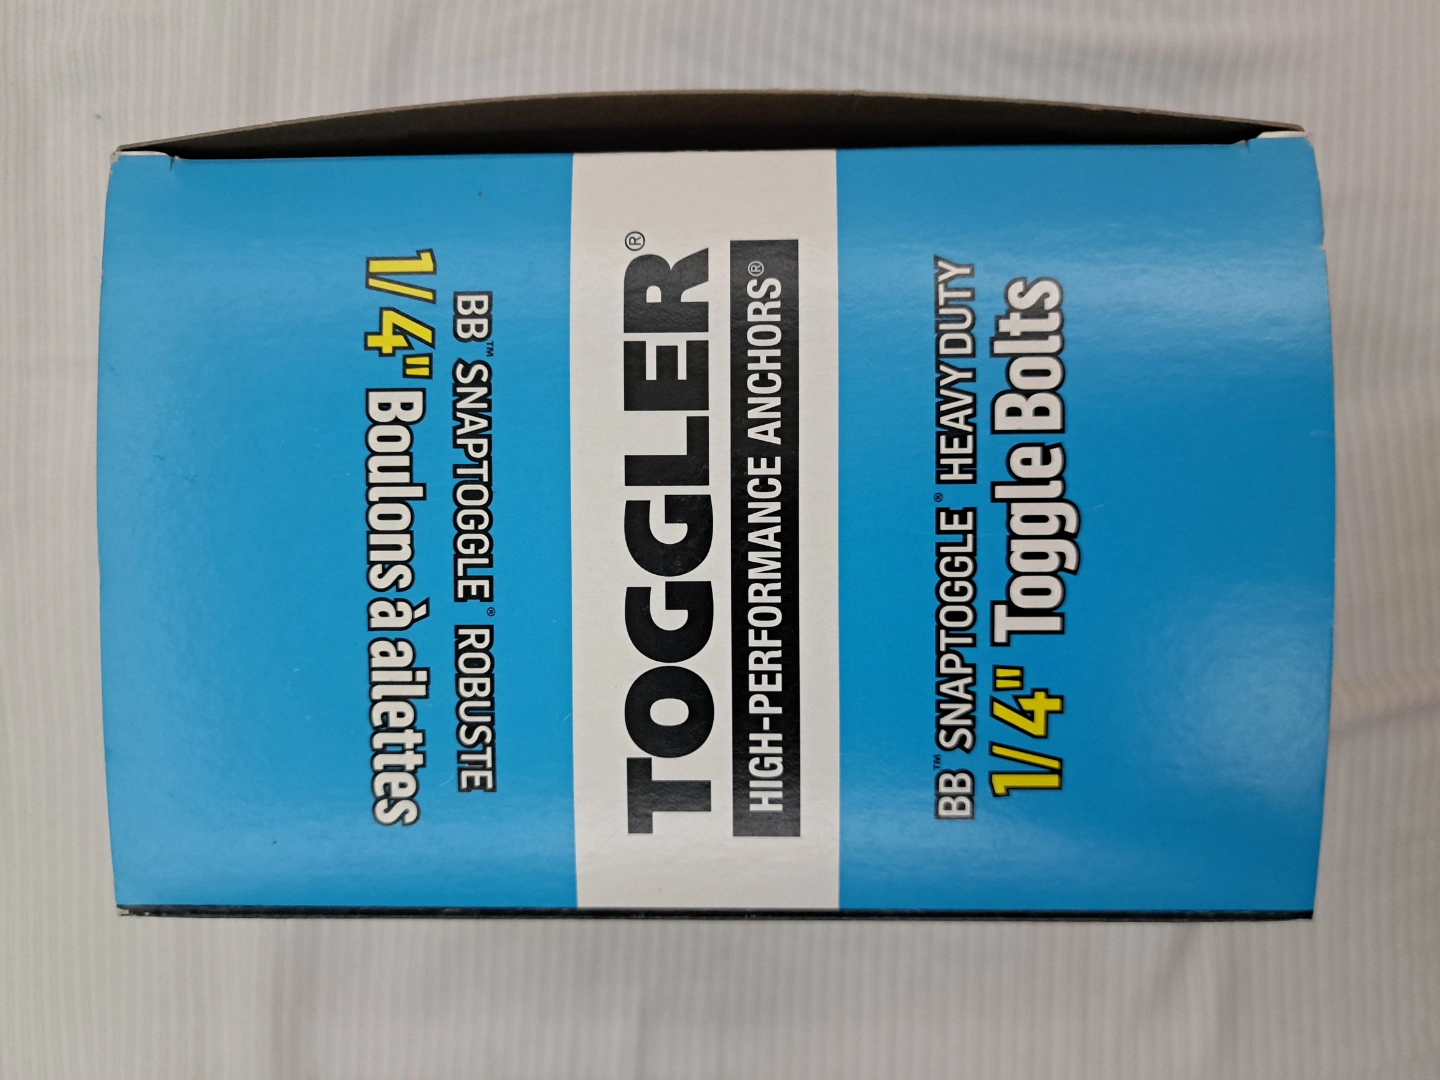 TOGGLER®
HIGH-PERFORMANCE ANCHORS®
BB™ SNAPTOGGLE® HEAVY DUTY
1/4" Toggle Bolts
BB™ SNAPTOGGLE® ROBUSTE
1/4" Boulons à ailettes